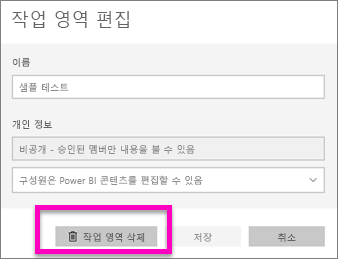 작업 영역 편집
이름
샘플 테스트
개인 정보
비공개 - 승인된 멤버만 내용을 볼 수 있음
구성원은 Power BI 콘텐츠를 편집할 수 있음
작업 영역 삭제
저장
취소